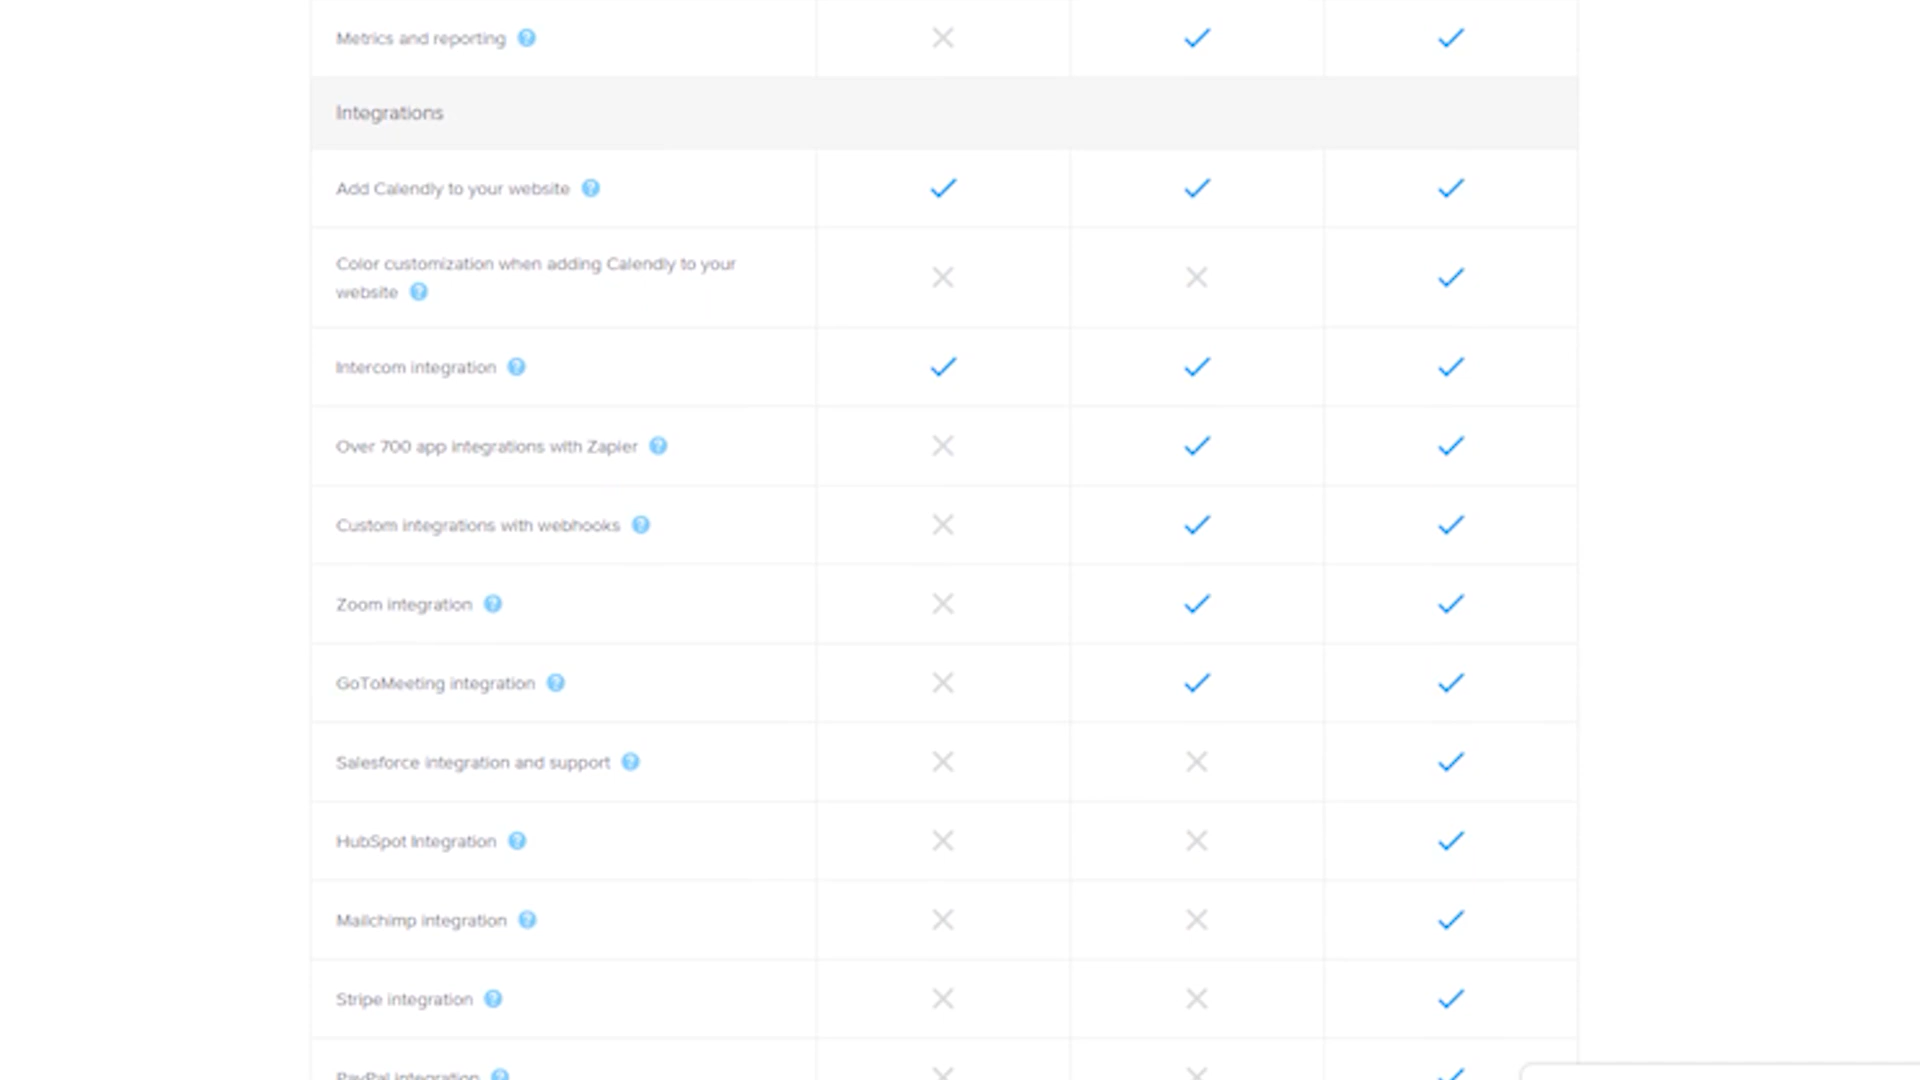 Metrics and reporting ?
Integrations
Add Calendly to your website ?
Color customization when adding Calendly to your
website ?
Intercom integration ?
Over 700 app integrations with Zapier ?
Custom integrations with webhooks ?
Zoom integration ?
GoToMeeting integration ?
Salesforce integration and support ?
HubSpot Integration ?
Mailchimp integration ?
Stripe integration ?
PayPal integration ?